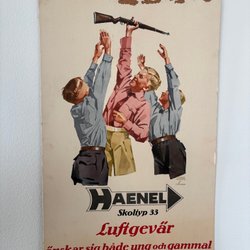 HAENEL
Skoltyp 33
Luftgevär
önskar sig både ung och gammal